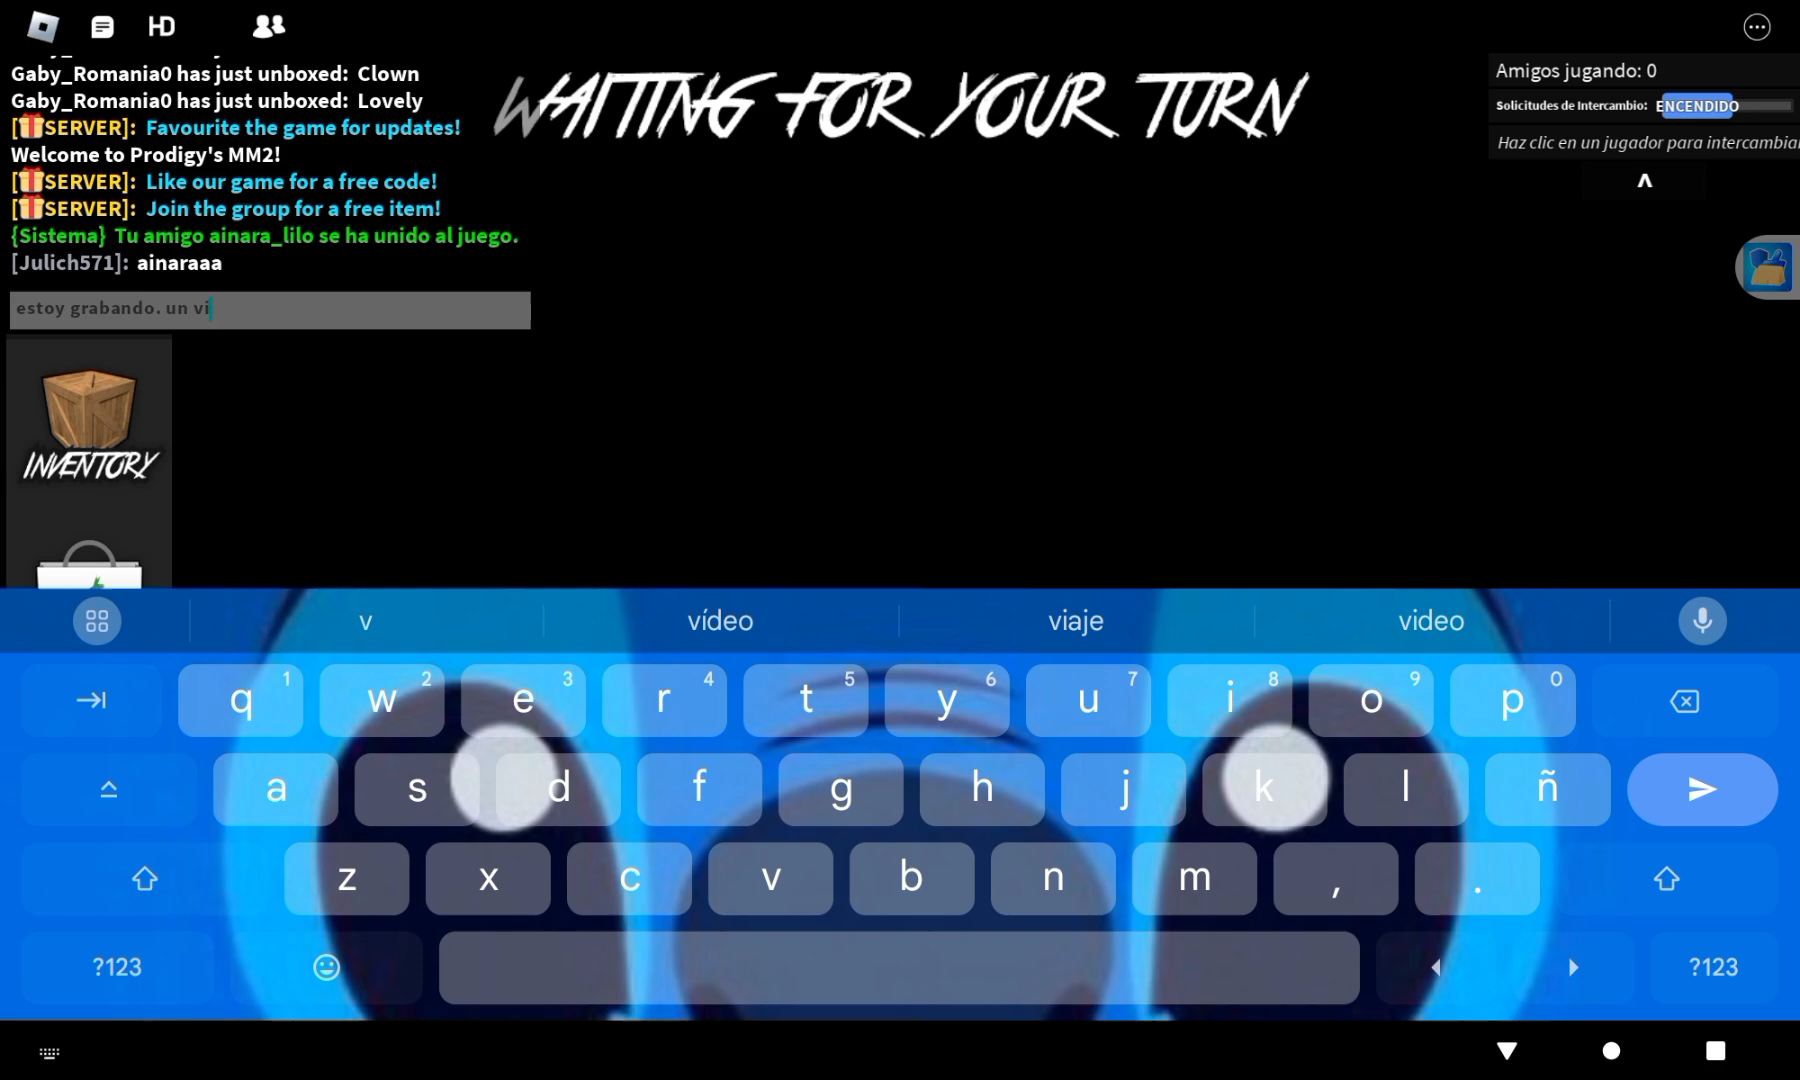 HD
Gaby_Romania0 has just unboxed: Clown
Gaby_Romania0 has just unboxed: Lovely
[🎁SERVER]: Favourite the game for updates!
Welcome to Prodigy's MM2!
[🎁SERVER]: Like our game for a free code!
[🎁SERVER]: Join the group for a free item!
{Sistema} Tu amigo ainara_lilo se ha unido al juego.
[Julich571]: ainaraaa
estoy grabando. un vi
WAITING FOR YOUR TURN
Amigos jugando: 0
Solicitudes de Intercambio: ENCENDIDO
Haz clic en un jugador para intercambiar
^
INVENTORY
v vídeo viaje video
q 1 w 2 e 3 r 4 t 5 y 6 u 7 i 8 o 9 p 0
a s d f g h j k l ñ
z x c v b n m , .
?123 ?123